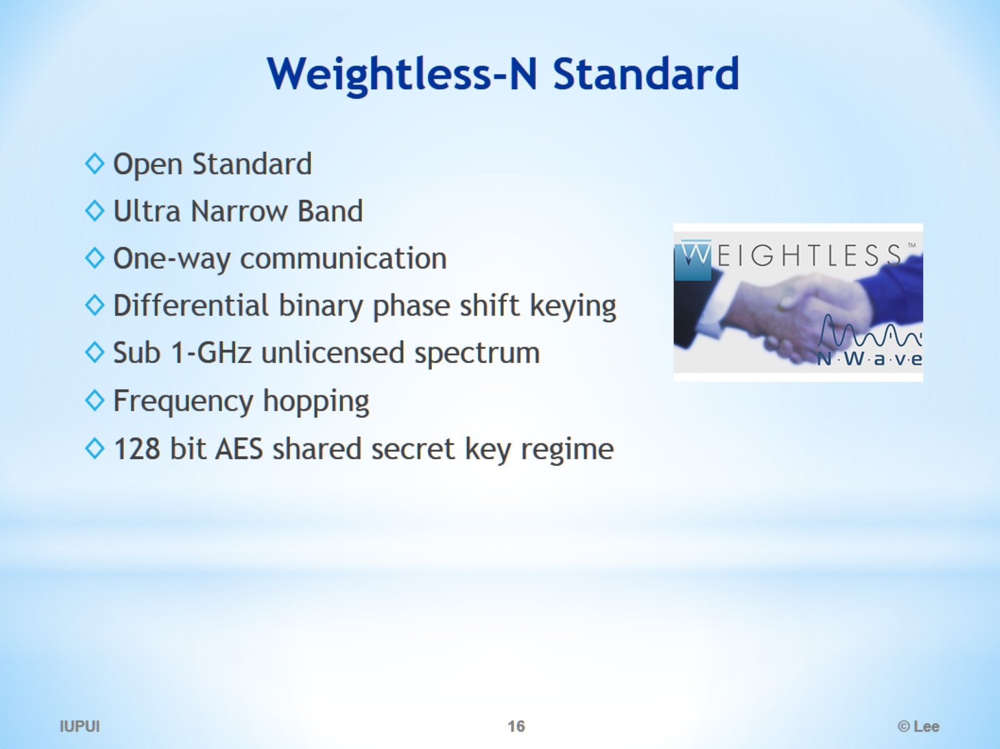 Weightless-N Standard
Open Standard
Ultra Narrow Band
One-way communication
Differential binary phase shift keying
Sub 1-GHz unlicensed spectrum
Frequency hopping
128 bit AES shared secret key regime
WEIGHTLESS™
N·W·a·v·e
IUPUI
16
© Lee